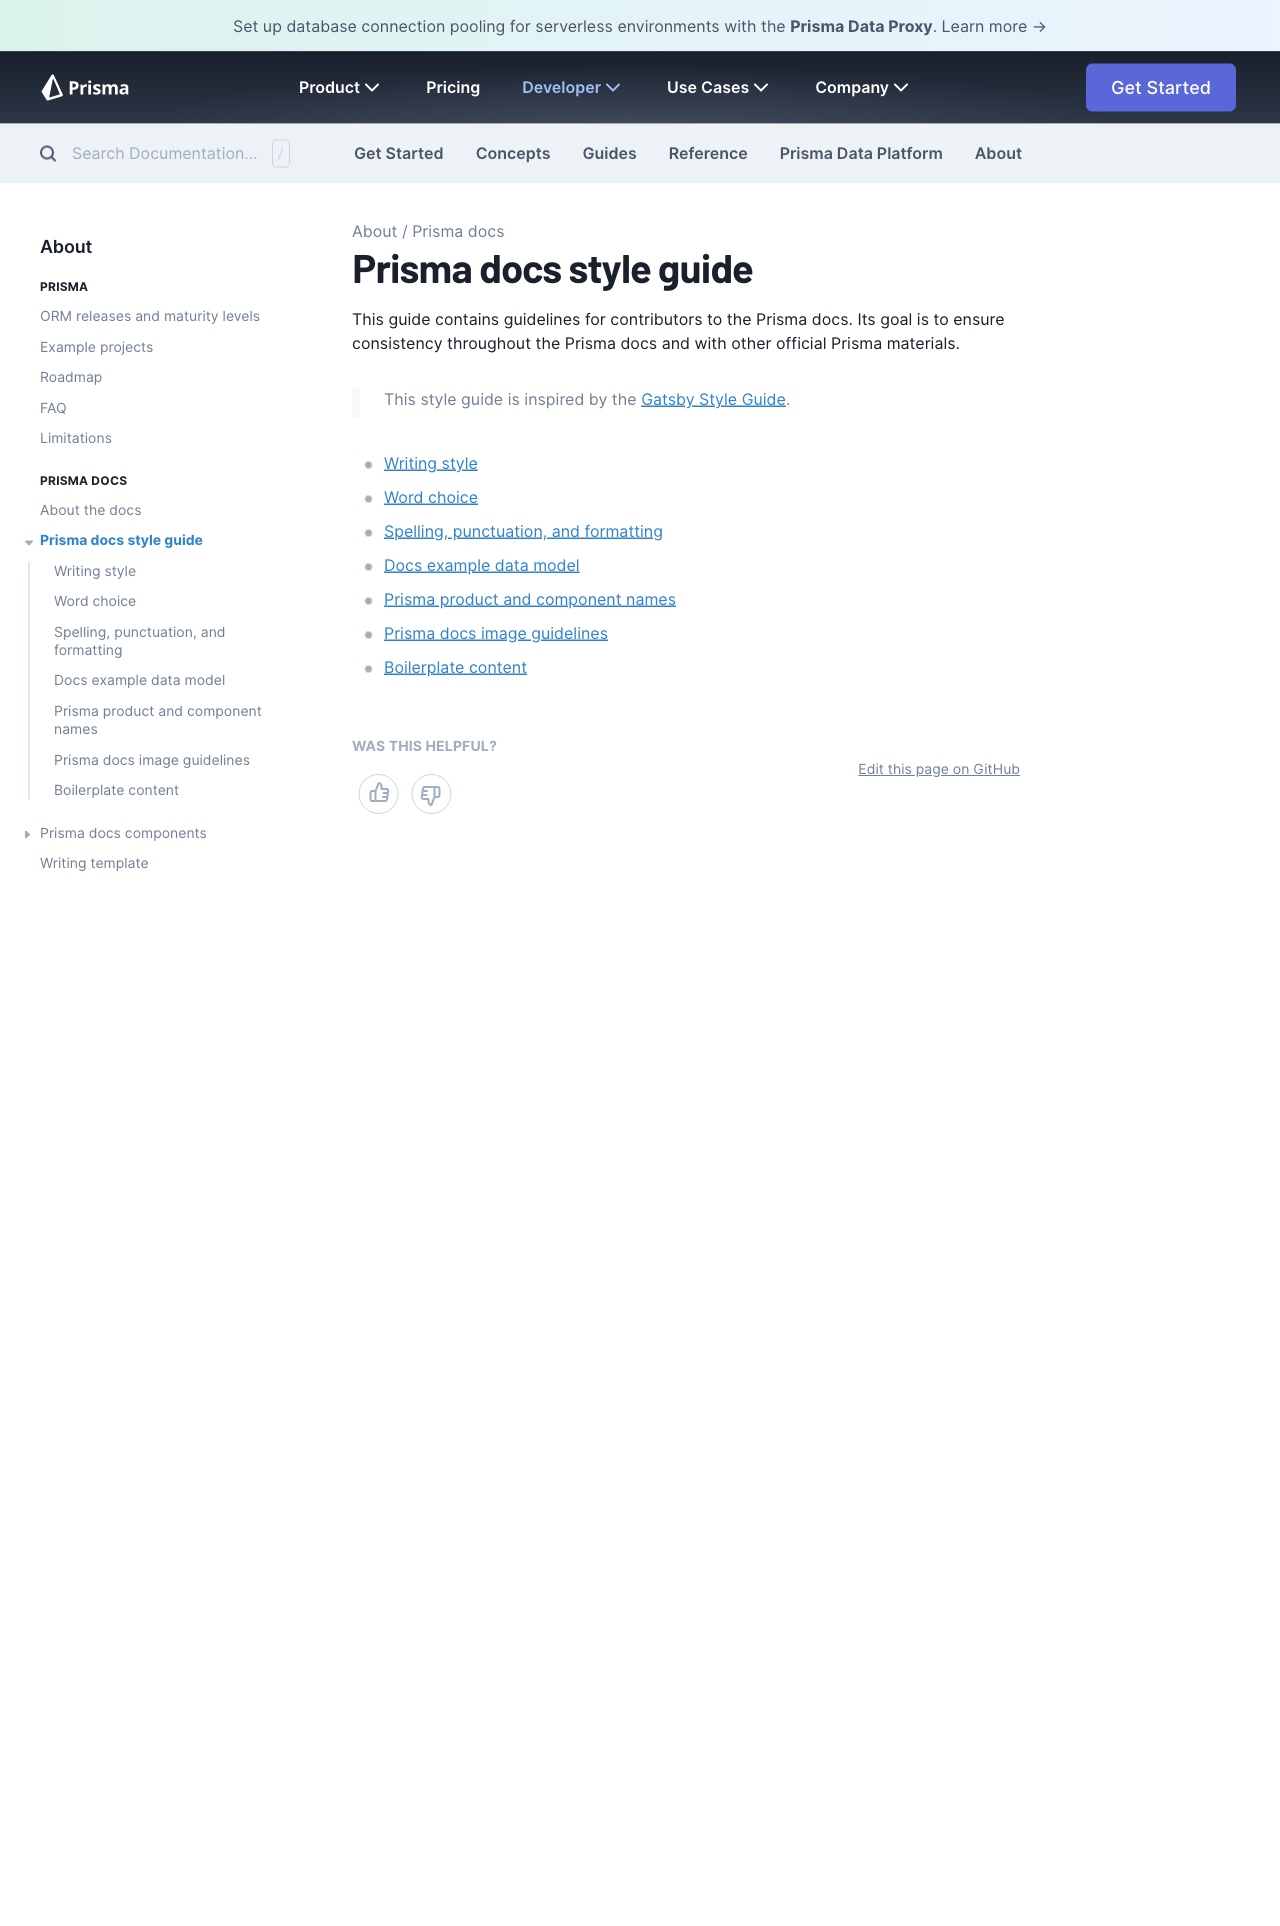 Set up database connection pooling for serverless environments with the Prisma Data Proxy. Learn more →
Prisma
Product
Pricing
Developer
Use Cases
Company
Get Started
Search Documentation...
/
Get Started
Concepts
Guides
Reference
Prisma Data Platform
About
About
PRISMA
ORM releases and maturity levels
Example projects
Roadmap
FAQ
Limitations
PRISMA DOCS
About the docs
Prisma docs style guide
Writing style
Word choice
Spelling, punctuation, and
formatting
Docs example data model
Prisma product and component
names
Prisma docs image guidelines
Boilerplate content
Prisma docs components
Writing template
About / Prisma docs
Prisma docs style guide
This guide contains guidelines for contributors to the Prisma docs. Its goal is to ensure
consistency throughout the Prisma docs and with other official Prisma materials.
This style guide is inspired by the Gatsby Style Guide.
Writing style
Word choice
Spelling, punctuation, and formatting
Docs example data model
Prisma product and component names
Prisma docs image guidelines
Boilerplate content
WAS THIS HELPFUL?
Edit this page on GitHub